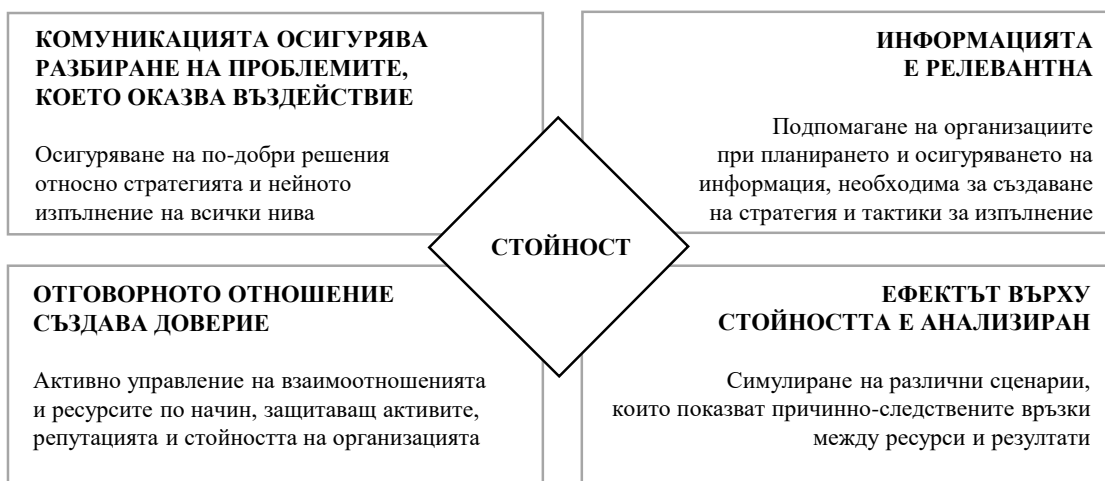 КОМУНИКАЦИЯТА ОСИГУРЯВА
РАЗБИРАНЕ НА ПРОБЛЕМИТЕ,
КОЕТО ОКАЗВА ВЪЗДЕЙСТВИЕ
Осигуряване на по-добри решения
относно стратегията и нейното
изпълнение на всички нива
ИНФОРМАЦИЯТА
Е РЕЛЕВАНТНА
Подпомагане на организациите
при планирането и осигуряването на
информация, необходима за създаване
на стратегия и тактики за изпълнение
СТОЙНОСТ
ОТГОВОРНОТО ОТНОШЕНИЕ
СЪЗДАВА ДОВЕРИЕ
Активно управление на взаимоотношенията
и ресурсите по начин, защитаващ активите,
репутацията и стойността на организацията
ЕФЕКТЪТ ВЪРХУ
СТОЙНОСТТА Е АНАЛИЗИРАН
Симулиране на различни сценарии,
които показват причинно-следствените връзки
между ресурси и резултати